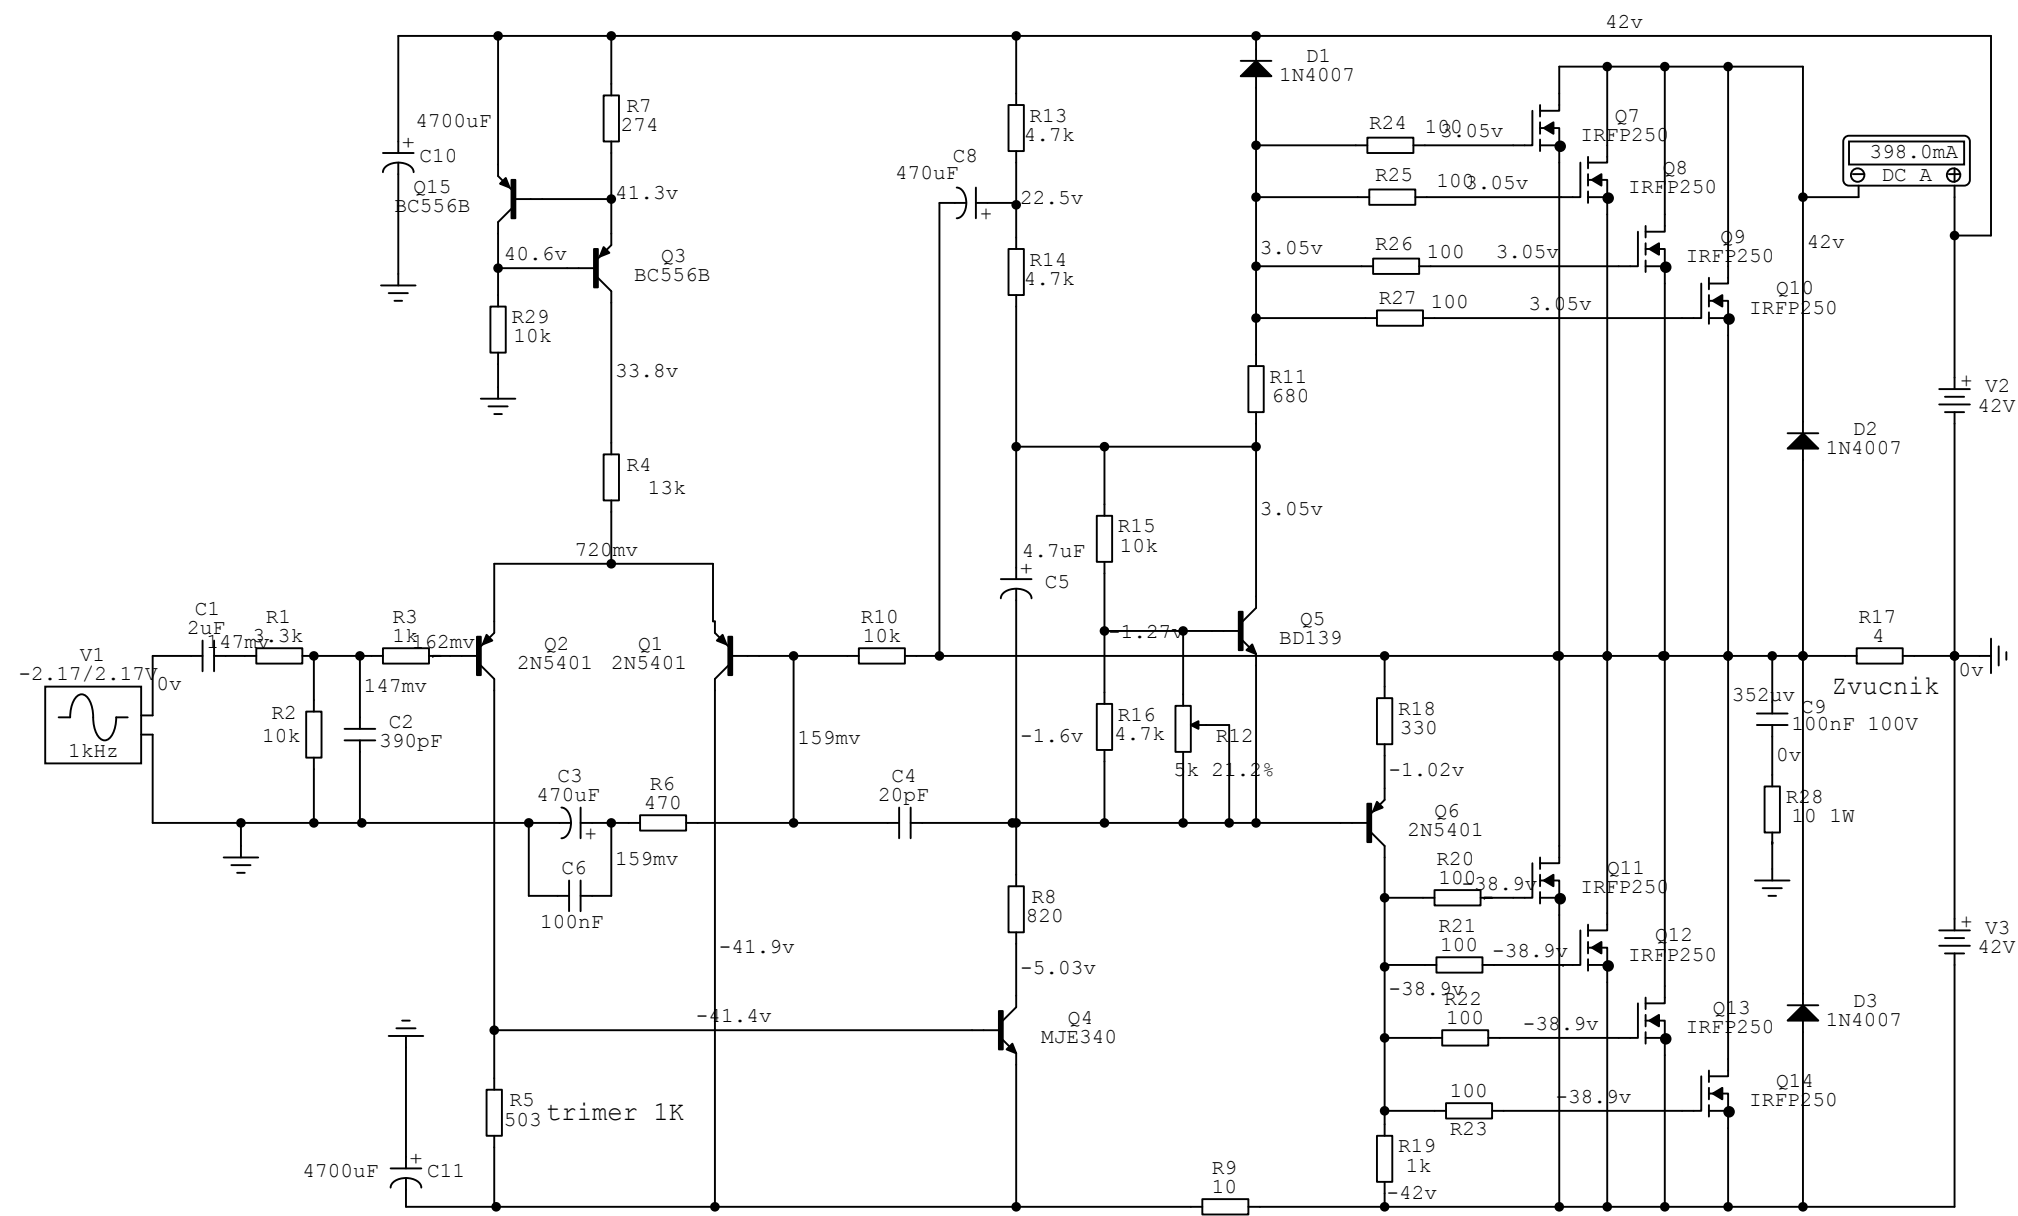 42v
D1
1N4007
R7
274
4700uF
C10
R13
4.7k
R24
100
3.05v
Q7
IRFP250
398.0mA
DC A
C8
470uF
Q15
BC556B
41.3v
R25
100
3.05v
Q8
IRFP250
22.5v
40.6v
Q3
BC556B
R14
4.7k
3.05v
R26
100
3.05v
Q9
IRFP250
42v
R27
100
3.05v
Q10
IRFP250
R29
10k
33.8v
R11
680
V2
42V
D2
1N4007
R4
13k
3.05v
720mv
R15
10k
4.7uF
C5
C1
2uF
147mv
R1
3.3k
R3
1k
162mv
Q2
2N5401
Q1
2N5401
R10
10k
-1.27v
Q5
BD139
R17
4
V1
-2.17/2.17V
0v
1kHz
147mv
R2
10k
C2
390pF
159mv
-1.6v
R16
4.7k
R12
5k 21.2%
R18
330
-1.02v
352uv
Zvucnik
0v
C9
100nF 100V
0v
C3
470uF
R6
470
C4
20pF
Q6
2N5401
R28
10 1W
159mv
C6
100nF
R20
100
-38.9v
Q11
IRFP250
R8
820
-41.9v
R21
100
-38.9v
Q12
IRFP250
V3
42V
-5.03v
-38.9v
R22
100
-38.9v
Q13
IRFP250
D3
1N4007
-41.4v
Q4
MJE340
R5
503
trimer 1K
100
R23
-38.9v
Q14
IRFP250
R19
1k
4700uF
C11
R9
10
-42v